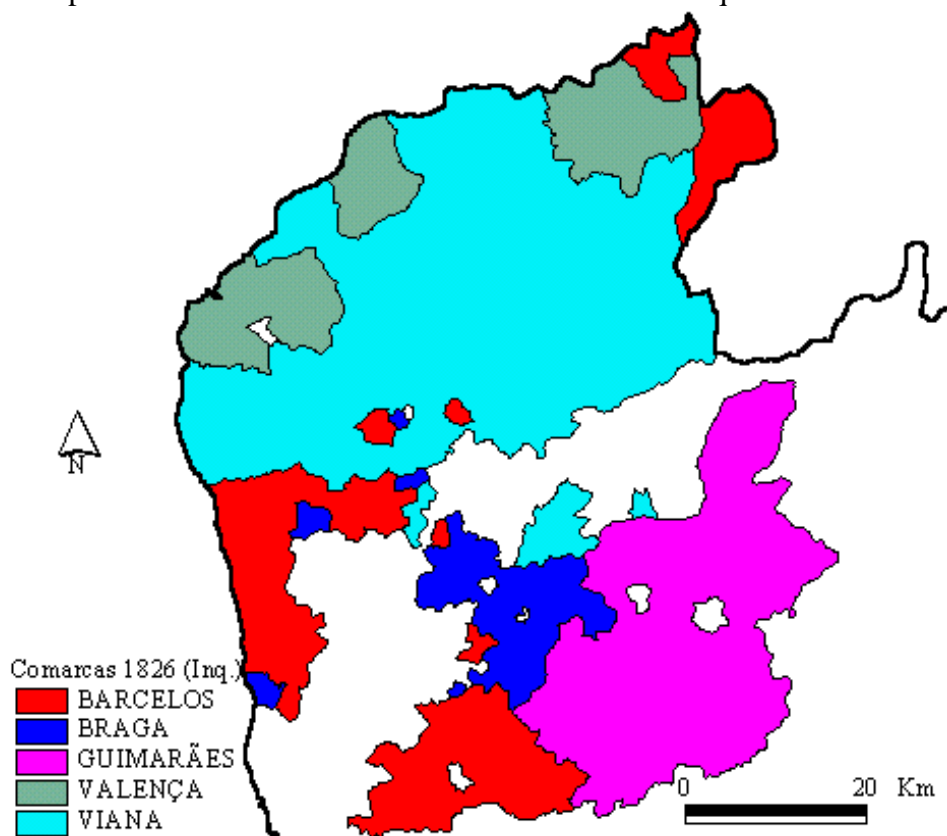 N
Comarcas 1826 (Inq.)
BARCELOS
BRAGA
GUIMARÃES
VALENÇA
VIANA
0 20 Km